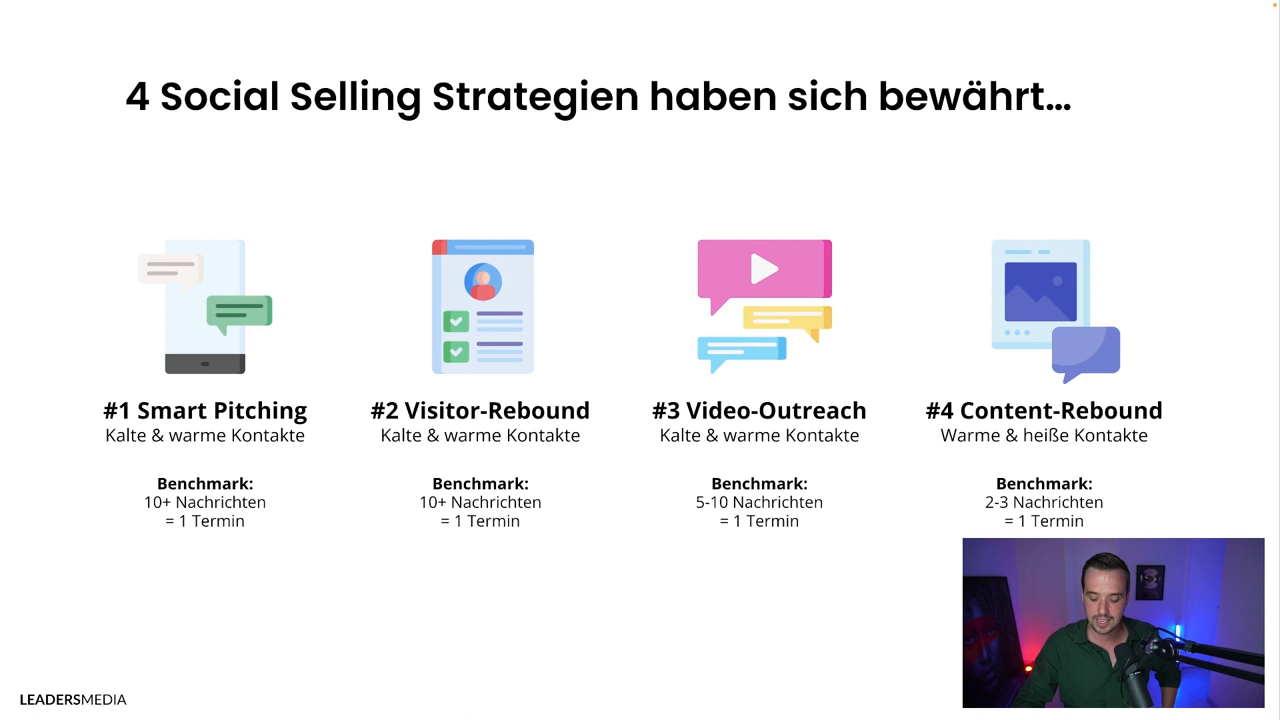 4 Social Selling Strategien haben sich bewährt...
#1 Smart Pitching
Kalte & warme Kontakte
Benchmark:
10+ Nachrichten
= 1 Termin
#2 Visitor-Rebound
Kalte & warme Kontakte
Benchmark:
10+ Nachrichten
= 1 Termin
#3 Video-Outreach
Kalte & warme Kontakte
Benchmark:
5-10 Nachrichten
= 1 Termin
#4 Content-Rebound
Warme & heiße Kontakte
Benchmark:
2-3 Nachrichten
= 1 Termin
LEADERSMEDIA